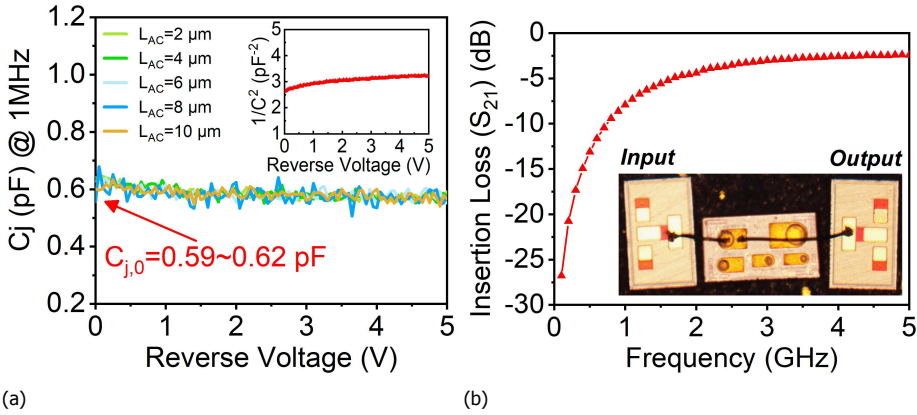 (a)
1.2
1.0
0.8
0.6
0.4
0.2
Cj (pF) @ 1MHz
L_AC=2 µm
L_AC=4 µm
L_AC=6 µm
L_AC=8 µm
L_AC=10 µm
5
4
3
2
1
0
1/C² (pF⁻²)
0 1 2 3 4 5
Reverse Voltage (V)
C_j,0=0.59~0.62 pF
0 1 2 3 4 5
Reverse Voltage (V)
(b)
0
-5
-10
-15
-20
-25
-30
Insertion Loss (S₂₁) (dB)
Input
Output
0 1 2 3 4 5
Frequency (GHz)
(a)
(b)